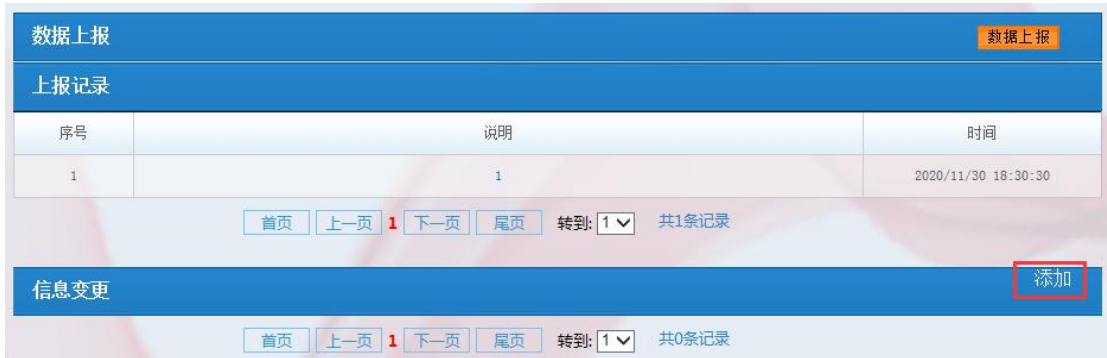 数据上报 数据上报
上报记录
序号 说明 时间
1 1 2020/11/30 18:30:30
首页 上一页 1 下一页 尾页 转到: 1 共1条记录
添加
信息变更
首页 上一页 1 下一页 尾页 转到: 1 共0条记录